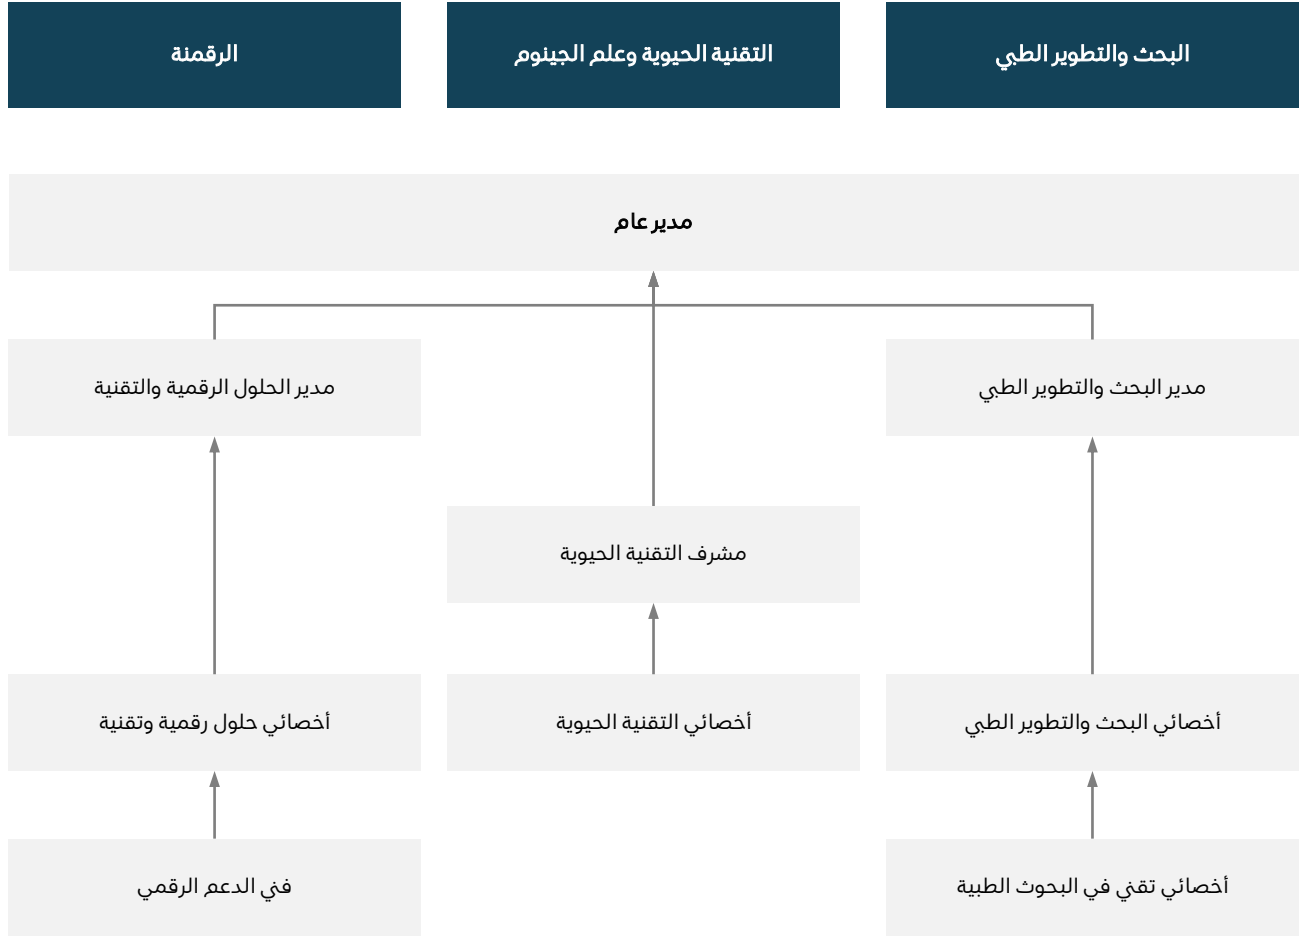 البحث والتطوير الطبي
التقنية الحيوية وعلم الجينوم
الرقمنة
مدير عام
مدير البحث والتطوير الطبي
مدير الحلول الرقمية والتقنية
مشرف التقنية الحيوية
أخصائي البحث والتطوير الطبي
أخصائي التقنية الحيوية
أخصائي حلول رقمية وتقنية
أخصائي تقني في البحوث الطبية
فني الدعم الرقمي